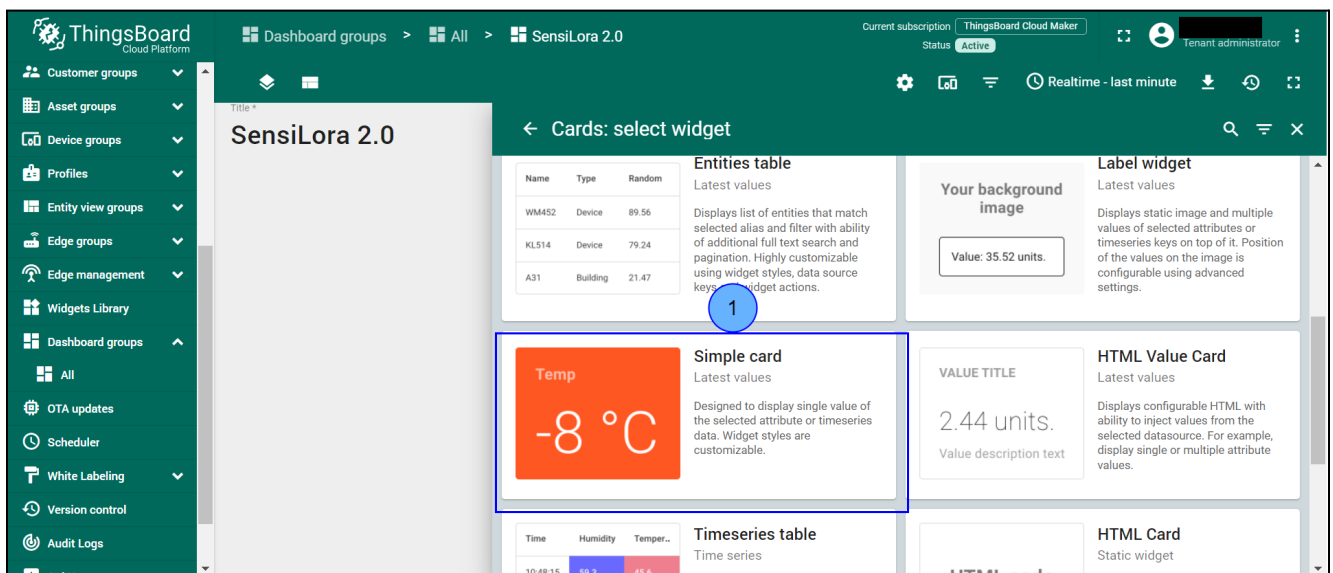 ThingsBoard
Cloud Platform
Dashboard groups > All > SensiLora 2.0
Current subscription ThingsBoard Cloud Maker
Status Active
Tenant administrator
Customer groups
Asset groups
Device groups
Profiles
Entity view groups
Edge groups
Edge management
Widgets Library
Dashboard groups
All
OTA updates
Scheduler
White Labeling
Version control
Audit Logs
Realtime - last minute
Title *
SensiLora 2.0
Cards: select widget
Name Type Random
WM452 Device 89.56
KL514 Device 79.24
A31 Building 21.47
Entities table
Latest values
Displays list of entities that match
selected alias and filter with ability
of additional full text search and
pagination. Highly customizable
using widget styles, data source
keys widget actions.
1
Your background
image
Value: 35.52 units.
Label widget
Latest values
Displays static image and multiple
values of selected attributes or
timeseries keys on top of it. Position
of the values on the image is
configurable using advanced
settings.
Temp
-8 °C
Simple card
Latest values
Designed to display single value of
the selected attribute or timeseries
data. Widget styles are
customizable.
VALUE TITLE
2.44 units.
Value description text
HTML Value Card
Latest values
Displays configurable HTML with
ability to inject values from the
selected datasource. For example,
display single or multiple attribute
values.
Time Humidity Temper..
10:48:15 59.3 45.6
Timeseries table
Time series
HTML Card
Static widget